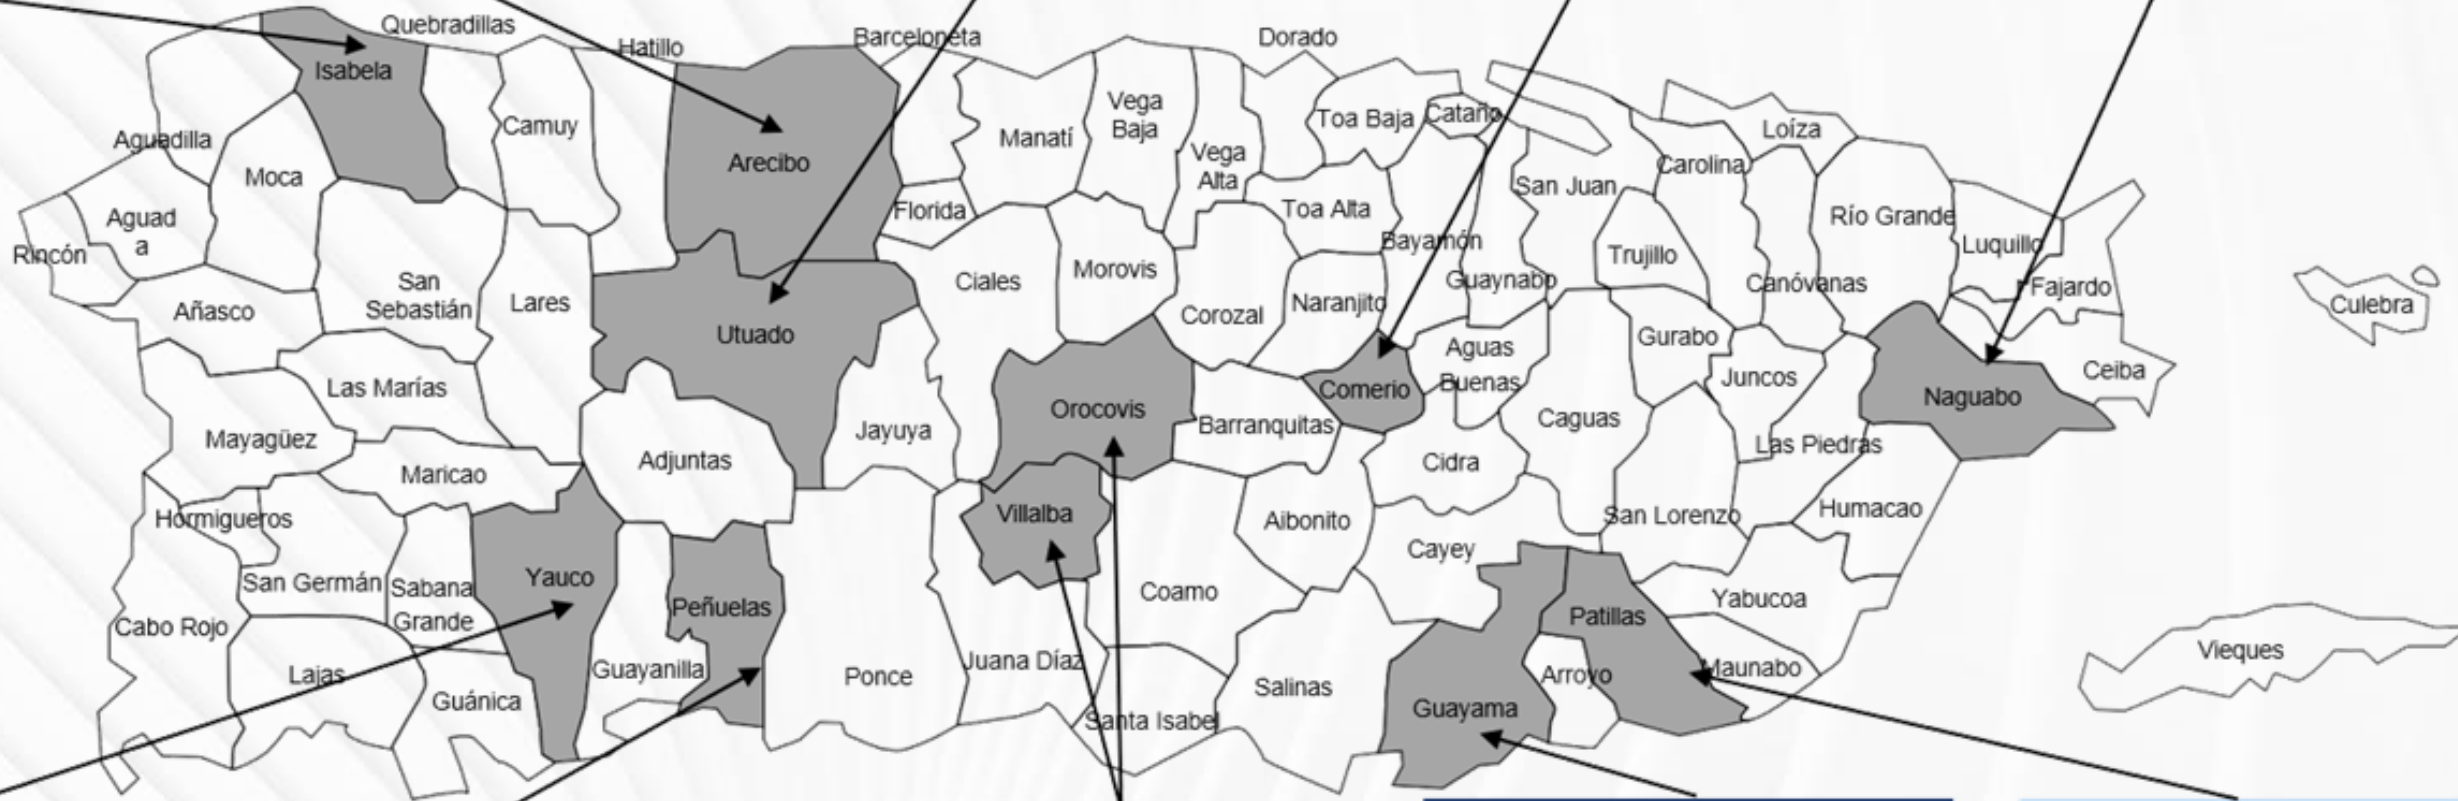 Quebradillas
Hatillo
Barceloneta
Dorado
Isabela
Camuy
Arecibo
Manatí
Vega
Baja
Vega
Alta
Toa Baja
Cataño
Loíza
Aguadilla
Moca
Carolina
San Juan
Aguad
a
Rincón
Florida
Toa Alta
Bayamón
Río Grande
Luquillo
Trujillo
Guaynabo
Canóvanas
Fajardo
Culebra
Añasco
San
Sebastián
Lares
Utuado
Ciales
Morovis
Corozal
Naranjito
Aguas
Buenas
Gurabo
Juncos
Ceiba
Naguabo
Las Marías
Mayagüez
Maricao
Adjuntas
Jayuya
Orocovis
Barranquitas
Comerio
Caguas
Cidra
Las Piedras
Hormigueros
Villalba
Aibonito
San Lorenzo
Humacao
Cayey
San Germán
Sabana
Grande
Yauco
Peñuelas
Coamo
Patillas
Yabucoa
Cabo Rojo
Lajas
Guánica
Guayanilla
Ponce
Juana Díaz
Santa Isabel
Salinas
Guayama
Arroyo
Maunabo
Vieques